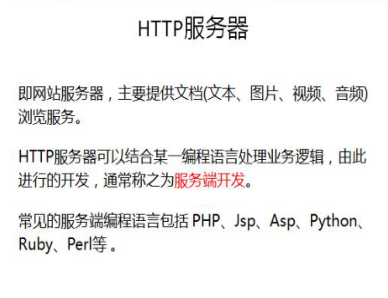 HTTP服务器
即网站服务器，主要提供文档(文本、图片、视频、音频)
浏览服务。
HTTP服务器可以结合某一编程语言处理业务逻辑，由此
进行的开发，通常称之为服务端开发。
常见的服务端编程语言包括 PHP、Jsp、Asp、Python、
Ruby、Perl等 。